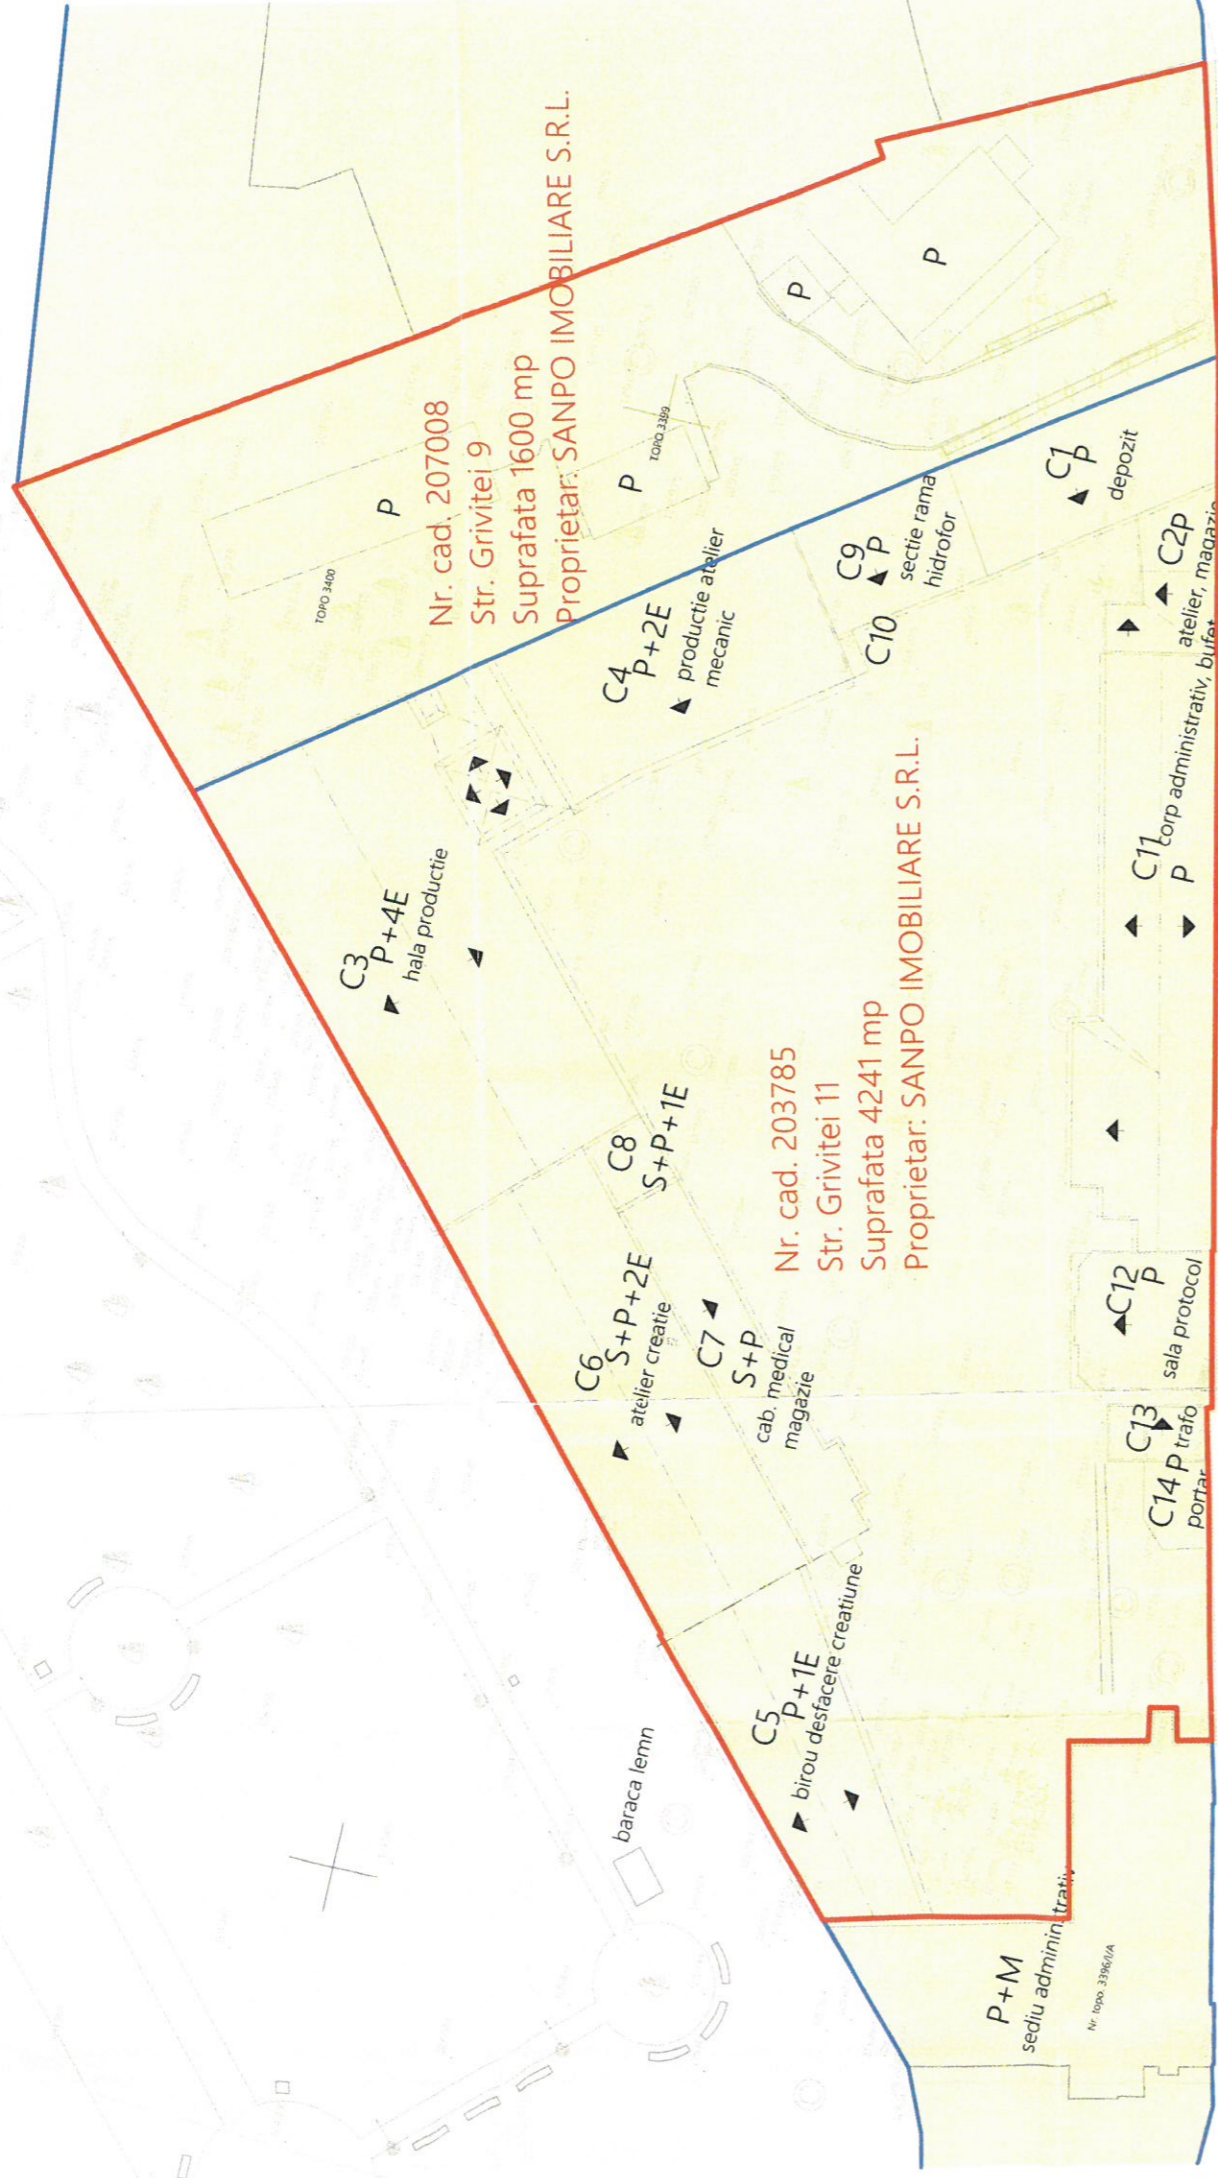 Nr. cad. 207008
Str. Grivitei 9
Suprafata 1600 mp
Proprietar: SANPO IMOBILIARE S.R.L.
TOPO 3400
P
P
TOPO 3399
P
P
C3
P+4E
hala productie
C4
P+2E
productie atelier
mecanic
C9
P
sectie rama
hidrofor
C10
C1
P
depozit
C2P
atelier, magazie
C11
P
corp administrativ, bufet
Nr. cad. 203785
Str. Grivitei 11
Suprafata 4241 mp
Proprietar: SANPO IMOBILIARE S.R.L.
C8
S+P+1E
C6
S+P+2E
atelier creatie
C7
S+P
cab. medical
magazie
C12
P
sala protocol
C13
trafo
C14 P
portar
C5
P+1E
birou desfacere creatiune
baraca lemn
P+M
sediu admininstrativ
Nr. topo. 3396/I/A